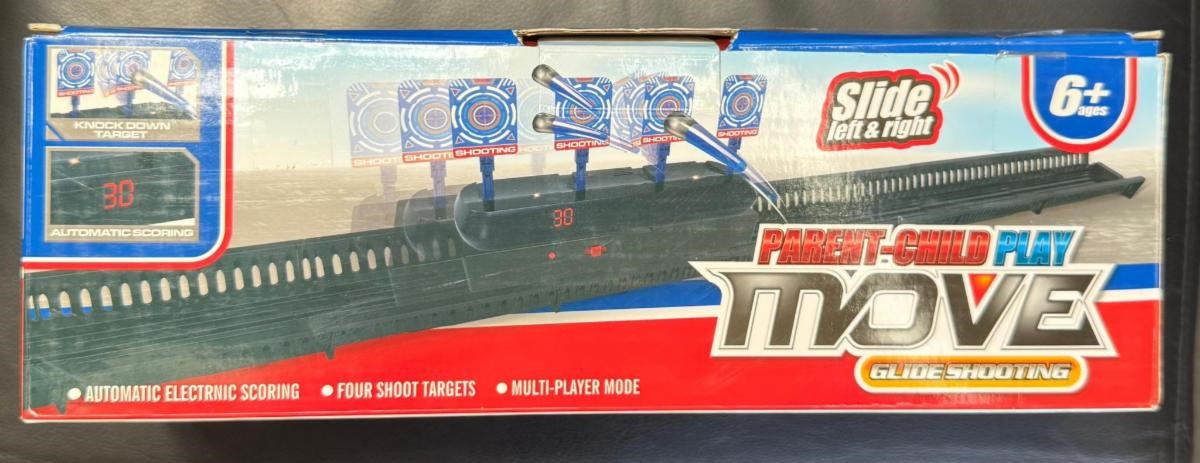 KNOCK DOWN
TARGET
30
AUTOMATIC SCORING
SHOOTING
SHOOTING
SHOOTING
SHOOTING
SHOOTING
SHOOTING
30
Slide
left & right
6+
ages
PARENT-CHILD PLAY
MOVE
GLIDE SHOOTING
AUTOMATIC ELECTRNIC SCORING
FOUR SHOOT TARGETS
MULTI-PLAYER MODE